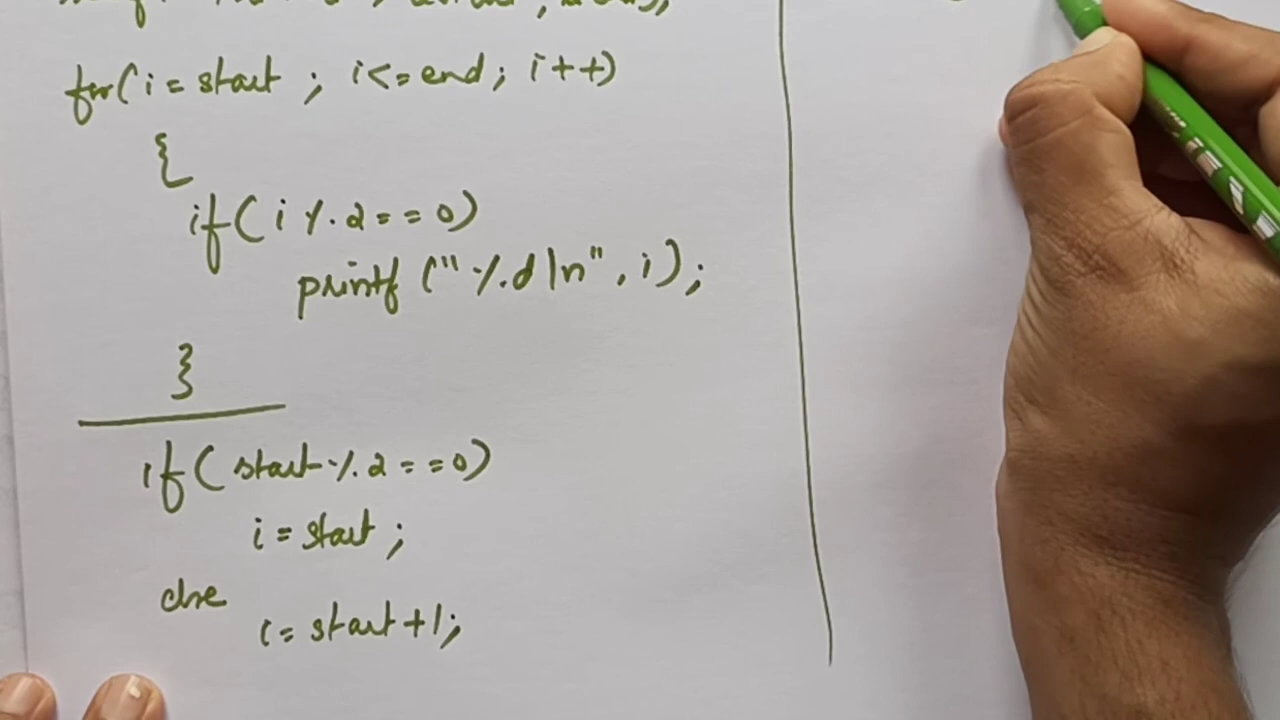 for(i=start ; i<=end; i++)
{
if(i%2==0)
printf("%d\n", i);
}
if(start%2==0)
i=start;
else
i=start+1;